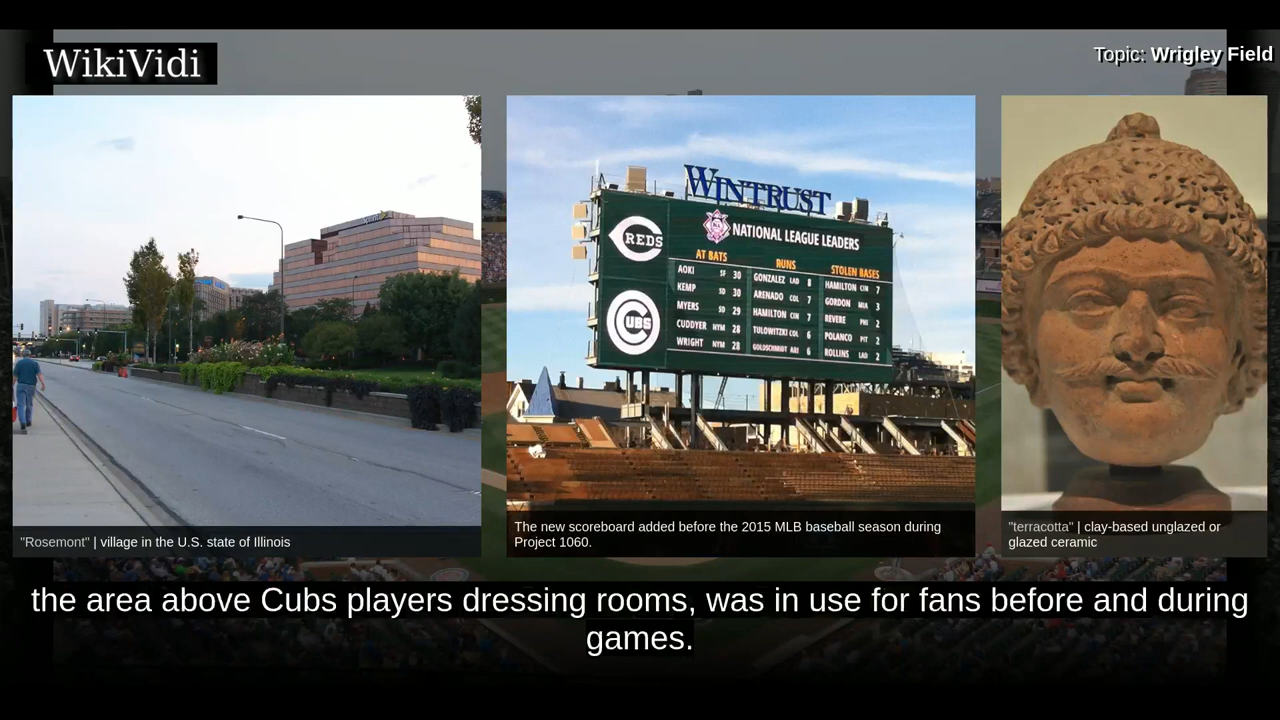 WikiVidi
Topic: Wrigley Field
WINTRUST
REDS
NATIONAL LEAGUE LEADERS
AT BATS RUNS STOLEN BASES
AOKI SF 30 GONZALEZ LAD 8 HAMILTON CIN 7
KEMP SD 30 ARENADO COL 7 GORDON MIA 3
MYERS SD 29 HAMILTON CIN 7 REVERE PHI 2
CUDDYER NYM 28 TULOWITZKI COL 6 POLANCO PIT 2
WRIGHT NYM 28 GOLDSCHMIDT ARI 6 ROLLINS LAD 2
CUBS
"Rosemont" | village in the U.S. state of Illinois
The new scoreboard added before the 2015 MLB baseball season during
Project 1060.
"terracotta" | clay-based unglazed or
glazed ceramic
the area above Cubs players dressing rooms, was in use for fans before and during
games.